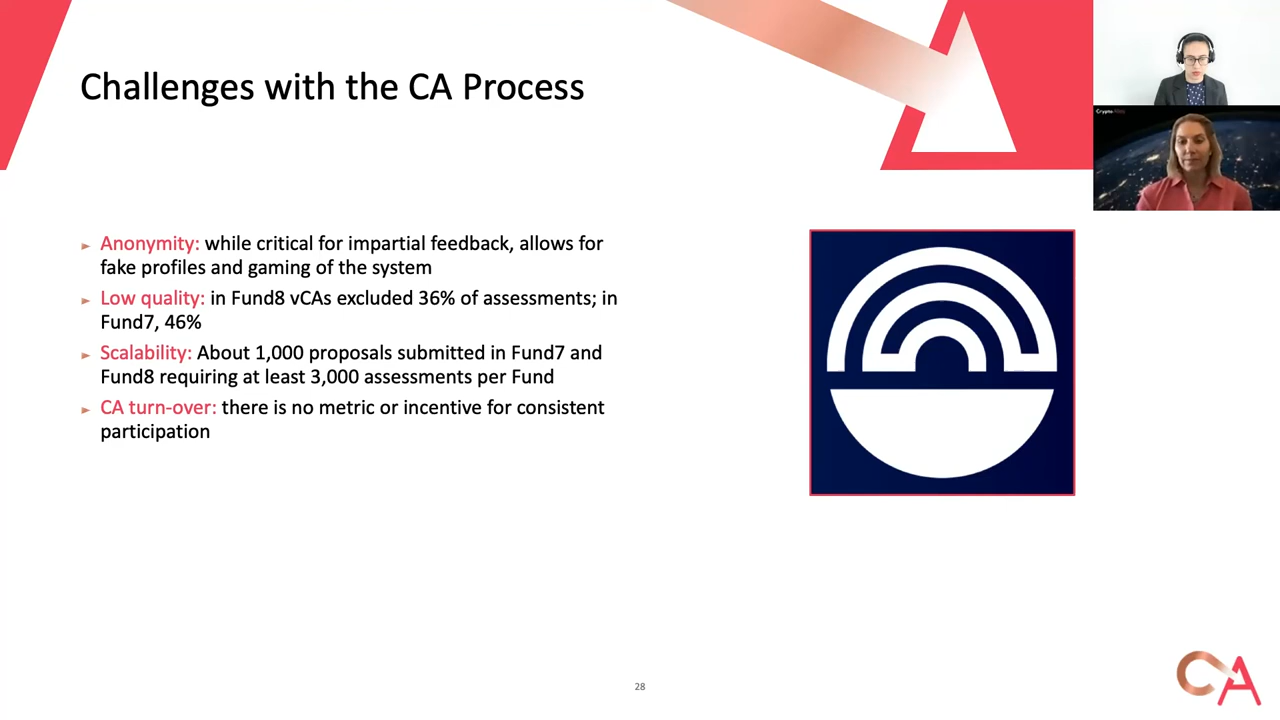 Challenges with the CA Process
Anonymity: while critical for impartial feedback, allows for
fake profiles and gaming of the system
Low quality: in Fund8 vCAs excluded 36% of assessments; in
Fund7, 46%
Scalability: About 1,000 proposals submitted in Fund7 and
Fund8 requiring at least 3,000 assessments per Fund
CA turn-over: there is no metric or incentive for consistent
participation
28
CA